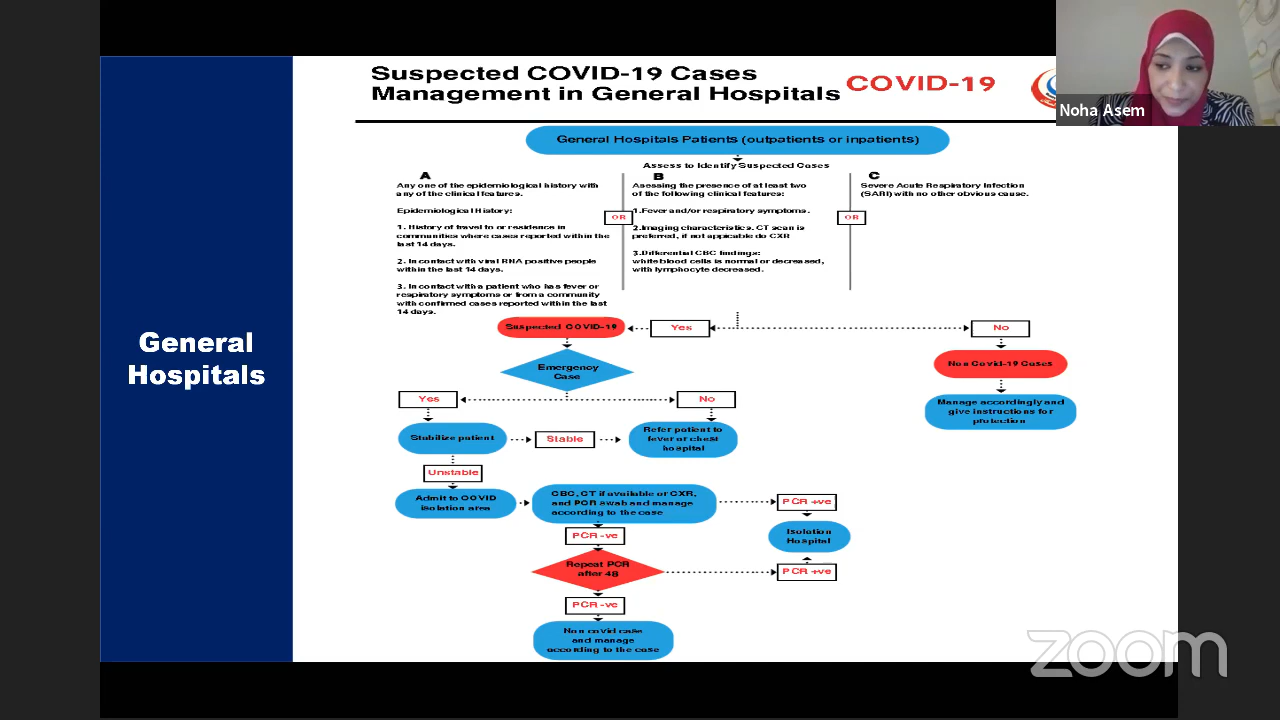 Suspected COVID-19 Cases
Management in General Hospitals
COVID-19
Noha Asem
General Hospitals Patients (outpatients or inpatients)
Assess to Identify Suspected Cases
A
Any one of the epidemiological history with
any of the clinical features.
Epidemiological History:
1. History of travel to or residence in
communities where cases reported within the
last 14 days.
2. In contact with viral RNA positive people
within the last 14 days.
3. In contact with a patient who has fever or
respiratory symptoms or from a community
with confirmed cases reported within the last
14 days.
OR
B
Asessing the presence of at least two
of the following clinical features:
1.Fever and/or respiratory symptoms.
2.Imaging characteristics. CT scan is
preferred, if not appicable do CXR
3.Differential CBC findings:
white blood cells is normal or decreased,
with lymphocyte decreased.
OR
C
Severe Acute Respiratory Infection
(SARI) with no other obvious cause.
Suspected COVID-19
Yes
No
Emergency
Case
Non Covid-19 Cases
Yes
No
Manage accordingly and
give instructions for
protection
Stabilize patient
Stable
Refer patient to
fever or chest
hospital
Unstable
Admit to COVID
isolation area
CBC, CT if available or CXR,
and PCR swab and manage
according to the case
PCR +ve
PCR -ve
Isolation
Hospital
Repeat PCR
after 48
PCR +ve
PCR -ve
Non covid case
and manage
according to the case
General
Hospitals
zoom